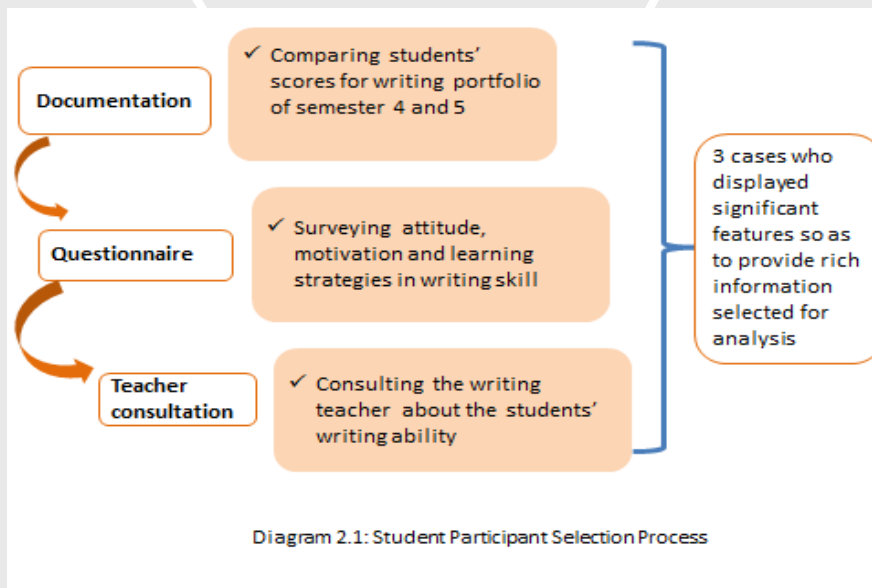 Documentation
✓ Comparing students'
scores for writing portfolio
of semester 4 and 5
Questionnaire
✓ Surveying attitude,
motivation and learning
strategies in writing skill
Teacher
consultation
✓ Consulting the writing
teacher about the students'
writing ability
3 cases who
displayed
significant
features so as
to provide rich
information
selected for
analysis
Diagram 2.1: Student Participant Selection Process